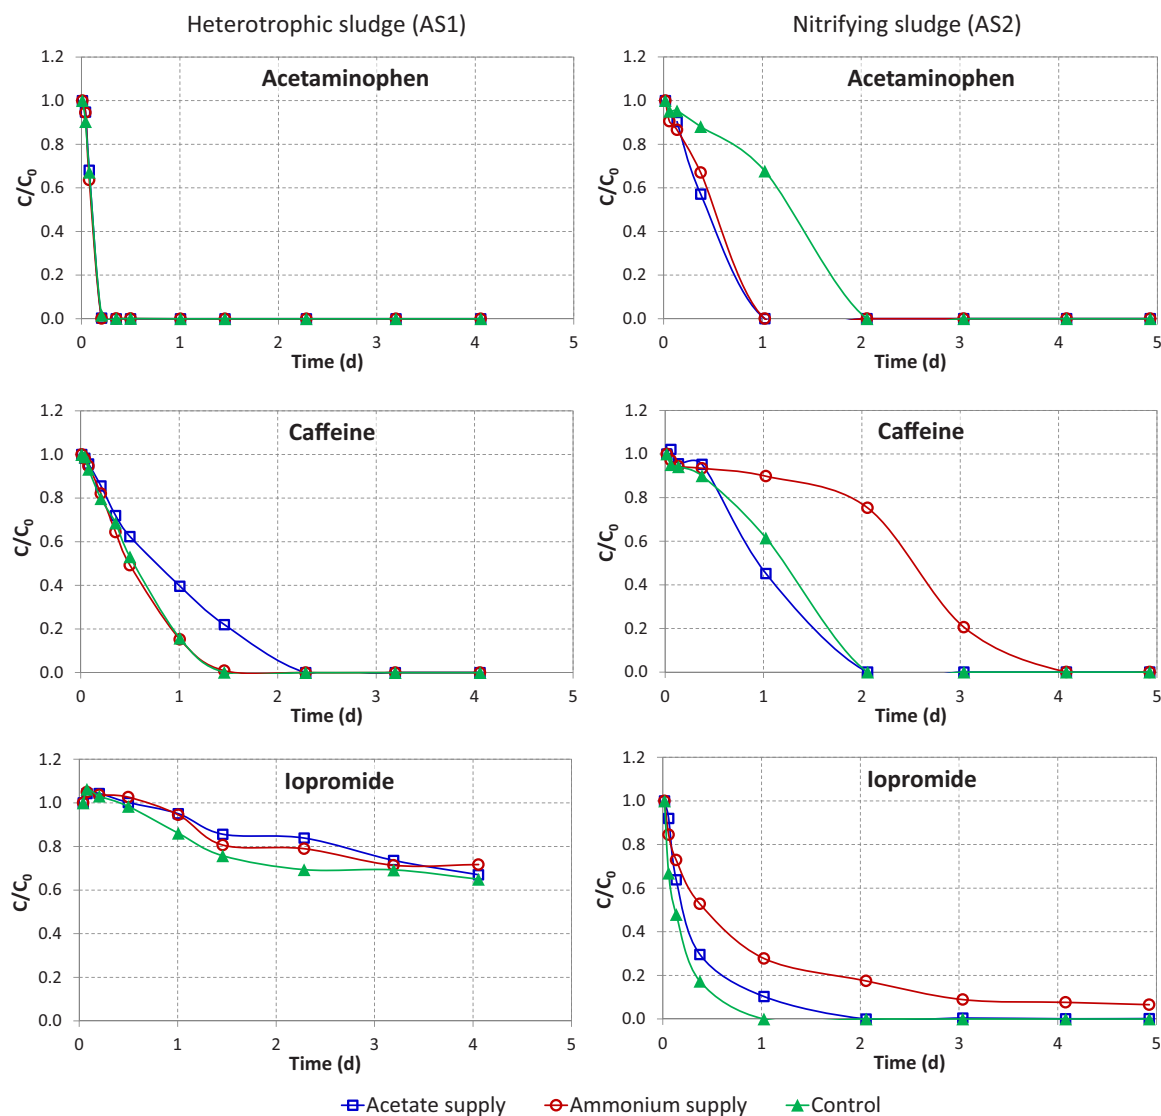 Heterotrophic sludge (AS1)
Nitrifying sludge (AS2)
Acetaminophen
1.2
1.0
0.8
0.6
0.4
0.2
0.0
C/C0
0 1 2 3 4 5
Time (d)
Acetaminophen
1.2
1.0
0.8
0.6
0.4
0.2
0.0
C/C0
0 1 2 3 4 5
Time (d)
Caffeine
1.2
1.0
0.8
0.6
0.4
0.2
0.0
C/C0
0 1 2 3 4 5
Time (d)
Caffeine
1.2
1.0
0.8
0.6
0.4
0.2
0.0
C/C0
0 1 2 3 4 5
Time (d)
Iopromide
1.2
1.0
0.8
0.6
0.4
0.2
0.0
C/C0
0 1 2 3 4 5
Time (d)
Iopromide
1.2
1.0
0.8
0.6
0.4
0.2
0.0
C/C0
0 1 2 3 4 5
Time (d)
Acetate supply Ammonium supply Control